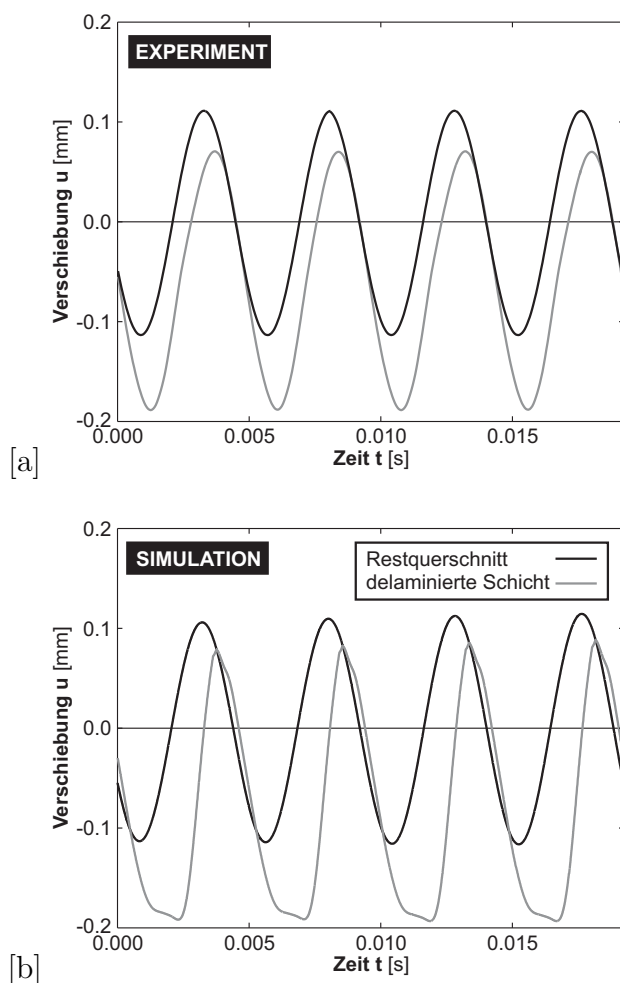 0.2
EXPERIMENT
0.1
0.0
-0.1
-0.2
Verschiebung u [mm]
0.000 0.005 0.010 0.015
Zeit t [s]
[a]
0.2
SIMULATION
Restquerschnitt
delaminierte Schicht
0.1
0.0
-0.1
-0.2
Verschiebung u [mm]
0.000 0.005 0.010 0.015
Zeit t [s]
[b]